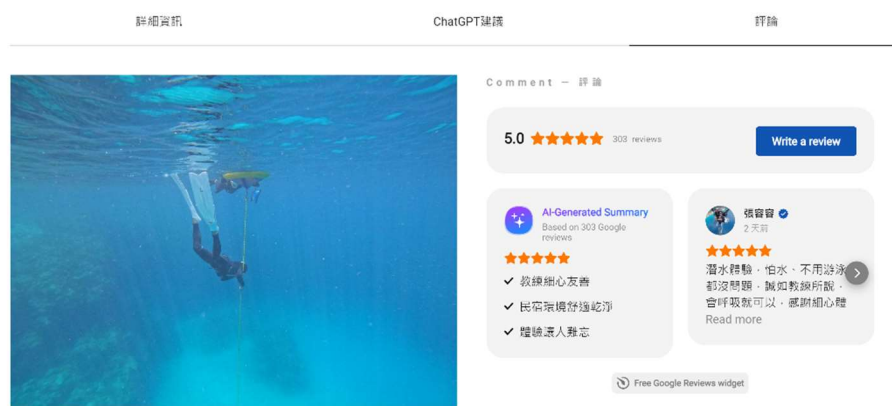 詳細資訊
ChatGPT建議
評論
Comment — 評論
5.0
303 reviews
Write a review
AI-Generated Summary
Based on 303 Google
reviews
教練細心友善
民宿環境舒適乾淨
體驗讓人難忘
張容容
2 天前
潛水體驗，怕水、不用游泳
都沒問題，誠如教練所說，
會呼吸就可以，感謝細心體
Read more
Free Google Reviews widget